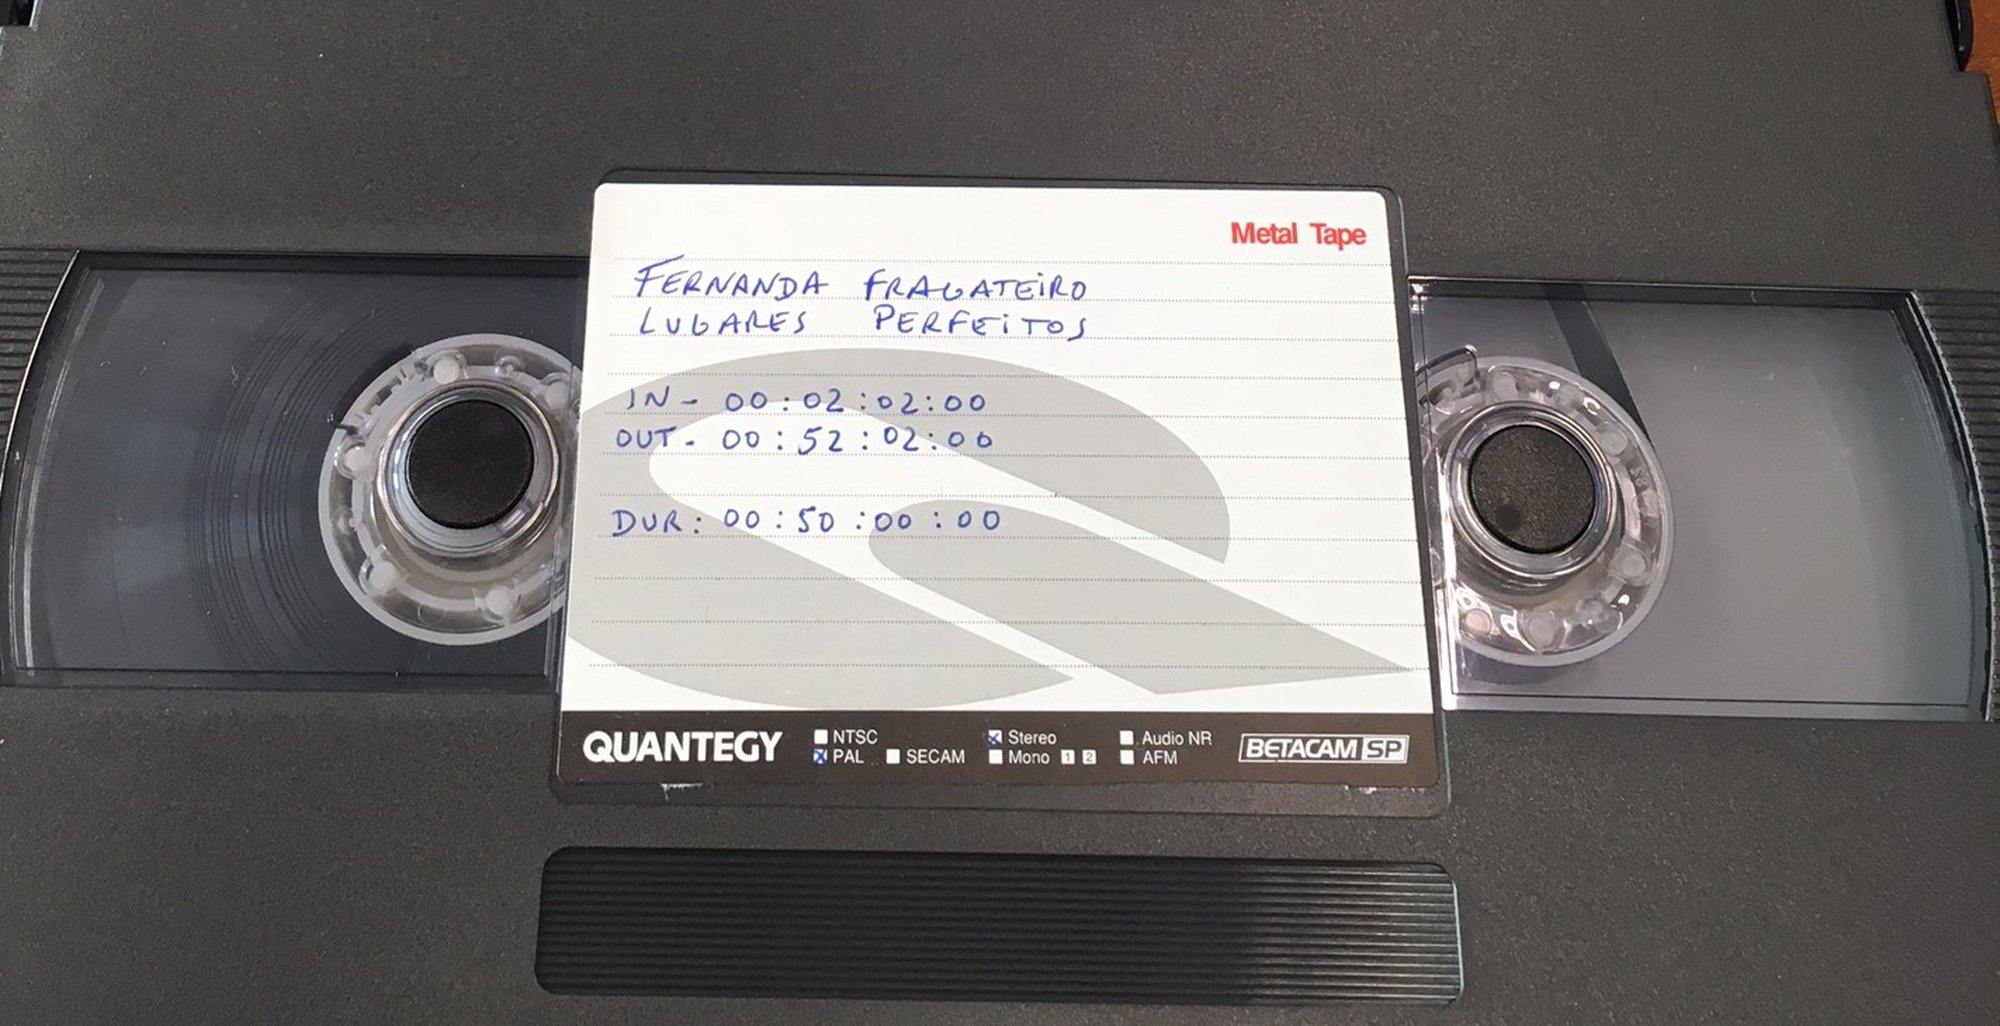 Metal Tape
FERNANDA FRAGATEIRO
LUGARES PERFEITOS
IN - 00:02:02:00
OUT - 00:52:02:00
DUR: 00:50:00:00
QUANTEGY
NTSC
PAL SECAM
Stereo
Mono 1 2
Audio NR
AFM
BETACAM SP